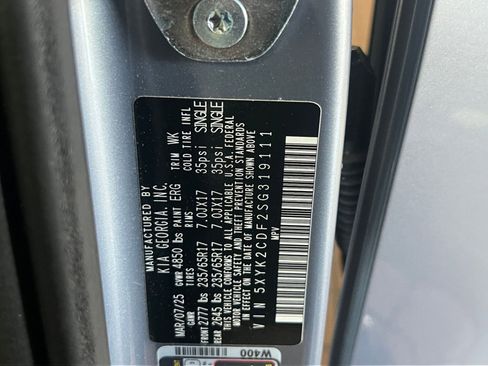 MANUFACTURED BY
KIA GEORGIA, INC.
MAR/07/25 GVWR 4850 lbs PAINT ERG TRIM WK
GAWR TIRES RIMS COLD TIRE INFL
FRONT 2777 lbs 235/65R17 7.0JX17 35psi SINGLE
REAR 2645 lbs 235/65R17 7.0JX17 35psi SINGLE
THIS VEHICLE CONFORMS TO ALL APPLICABLE U.S.A. FEDERAL
MOTOR VEHICLE SAFETY AND THEFT PREVENTION STANDARDS
IN EFFECT ON THE DATE OF MANUFACTURE SHOWN ABOVE
MPV
VIN 5XYK2CDF2SG319111
W400